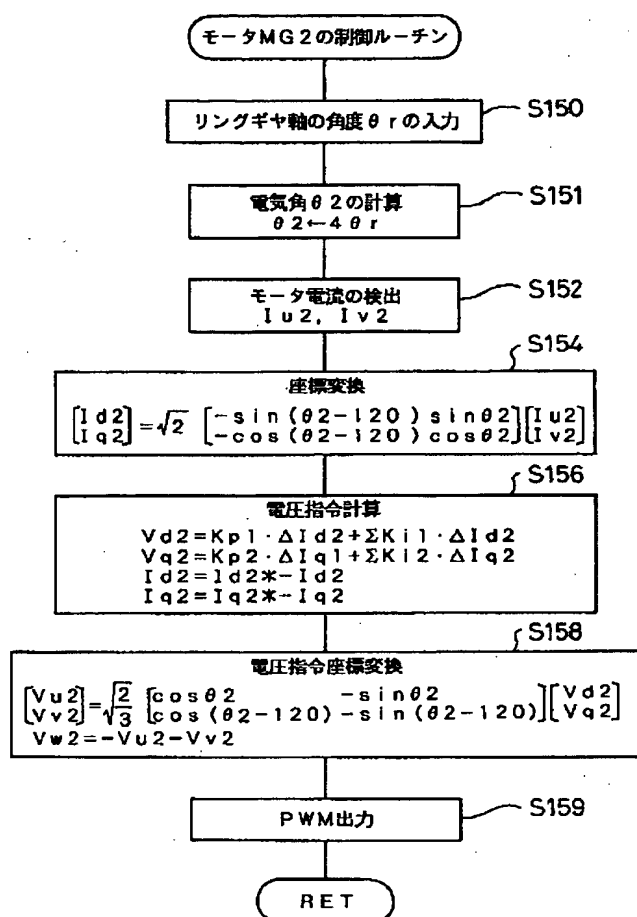 モータMG2の制御ルーチン
S150
リングギヤ軸の角度θrの入力
S151
電気角θ2の計算
θ2←4θr
S152
モータ電流の検出
Iu2, Iv2
S154
座標変換
[Id2] = √2 [-sin(θ2-120) sinθ2][Iu2]
[Iq2] [-cos(θ2-120) cosθ2][Iv2]
S156
電圧指令計算
Vd2=Kp1・ΔId2+ΣKi1・ΔId2
Vq2=Kp2・ΔIq1+ΣKi2・ΔIq2
Id2=Id2*-Id2
Iq2=Iq2*-Iq2
S158
電圧指令座標変換
[Vu2] = √2/3 [cosθ2 -sinθ2][Vd2]
[Vv2] [cos(θ2-120)-sin(θ2-120)][Vq2]
Vw2=-Vu2-Vv2
S159
PWM出力
RET